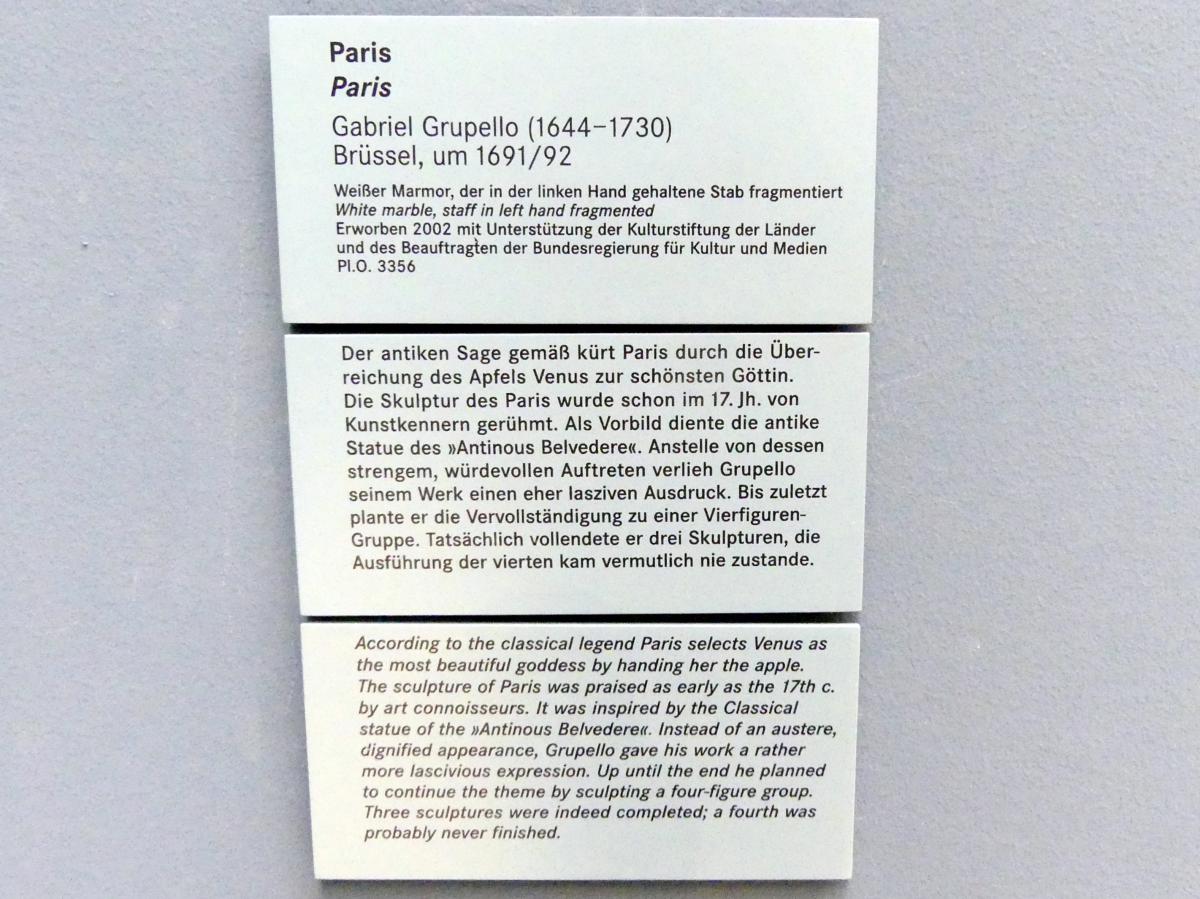 Paris
Paris
Gabriel Grupello (1644–1730)
Brüssel, um 1691/92
Weißer Marmor, der in der linken Hand gehaltene Stab fragmentiert
White marble, staff in left hand fragmented
Erworben 2002 mit Unterstützung der Kulturstiftung der Länder
und des Beauftragten der Bundesregierung für Kultur und Medien
Pl.O. 3356
Der antiken Sage gemäß kürt Paris durch die Über-
reichung des Apfels Venus zur schönsten Göttin.
Die Skulptur des Paris wurde schon im 17. Jh. von
Kunstkennern gerühmt. Als Vorbild diente die antike
Statue des »Antinous Belvedere«. Anstelle von dessen
strengem, würdevollen Auftreten verlieh Grupello
seinem Werk einen eher lasziven Ausdruck. Bis zuletzt
plante er die Vervollständigung zu einer Vierfiguren-
Gruppe. Tatsächlich vollendete er drei Skulpturen, die
Ausführung der vierten kam vermutlich nie zustande.
According to the classical legend Paris selects Venus as
the most beautiful goddess by handing her the apple.
The sculpture of Paris was praised as early as the 17th c.
by art connoisseurs. It was inspired by the Classical
statue of the »Antinous Belvedere«. Instead of an austere,
dignified appearance, Grupello gave his work a rather
more lascivious expression. Up until the end he planned
to continue the theme by sculpting a four-figure group.
Three sculptures were indeed completed; a fourth was
probably never finished.